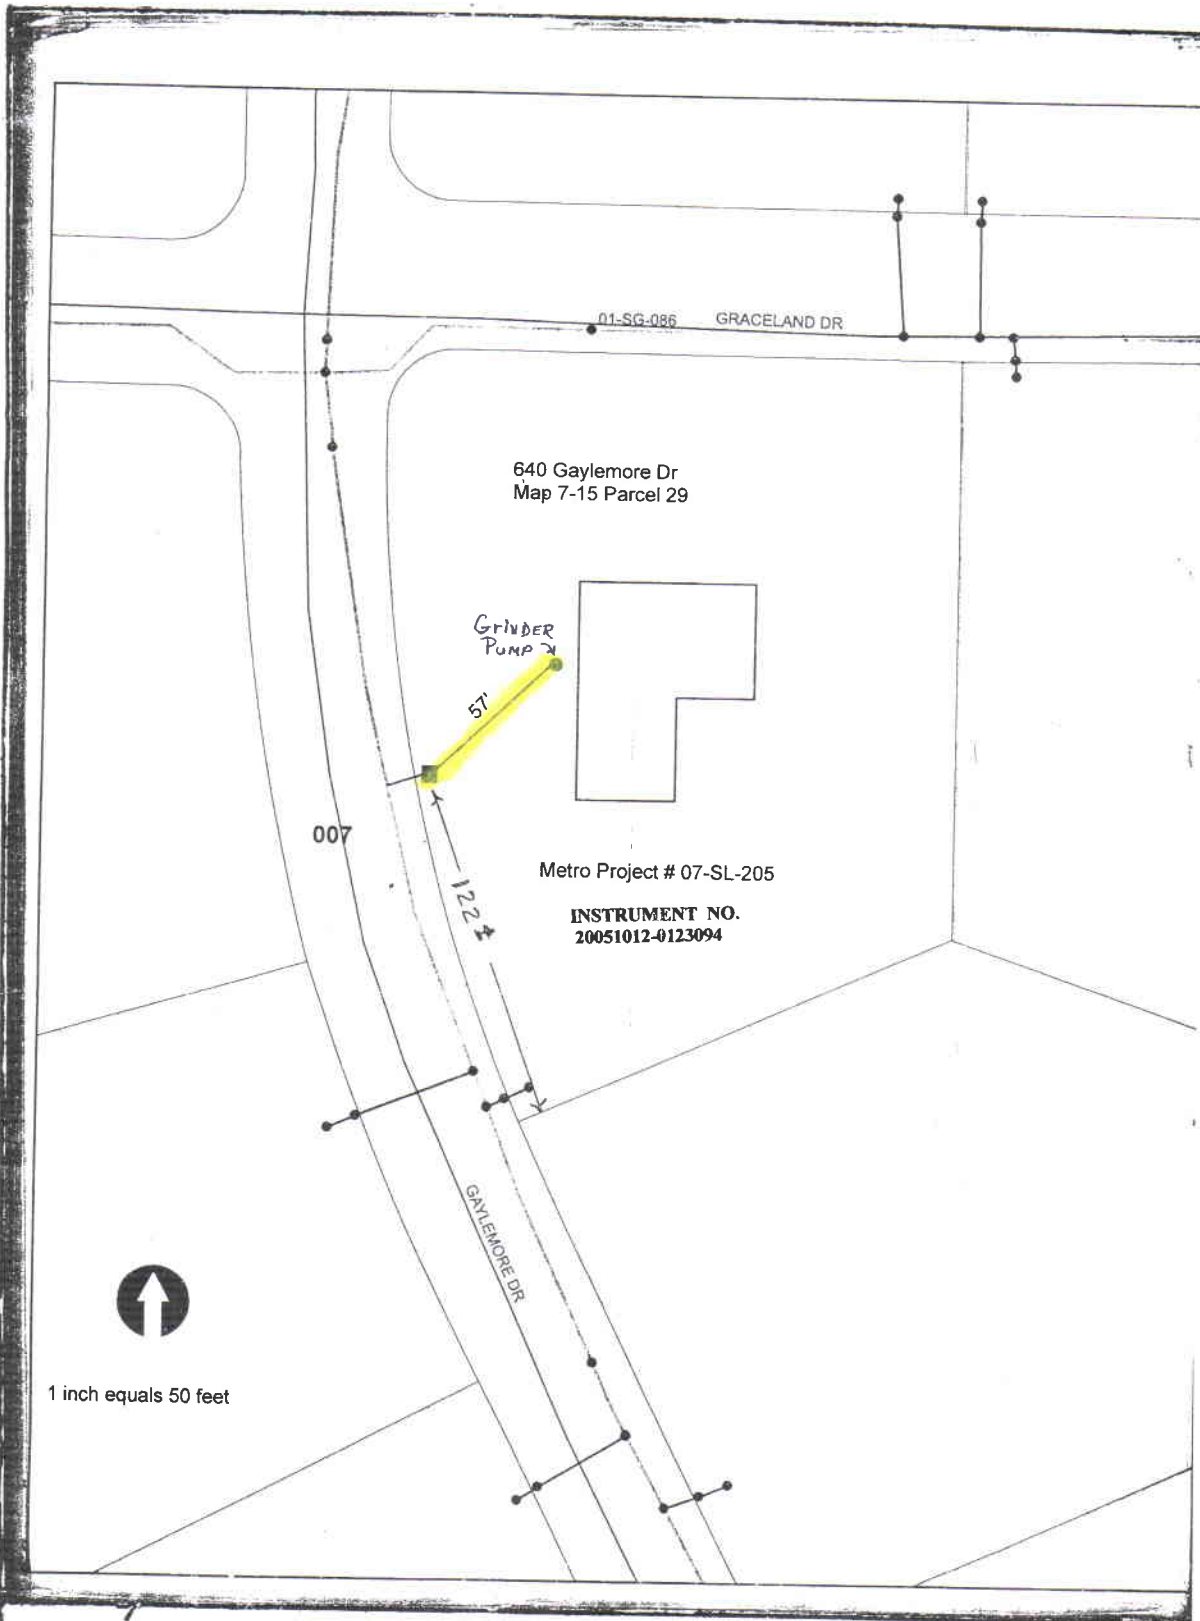 01-SG-086 GRACELAND DR
640 Gaylemore Dr
Map 7-15 Parcel 29
GRINDER
PUMP
57'
007
Metro Project # 07-SL-205
122±
INSTRUMENT NO.
20051012-0123094
GAYLEMORE DR
1 inch equals 50 feet